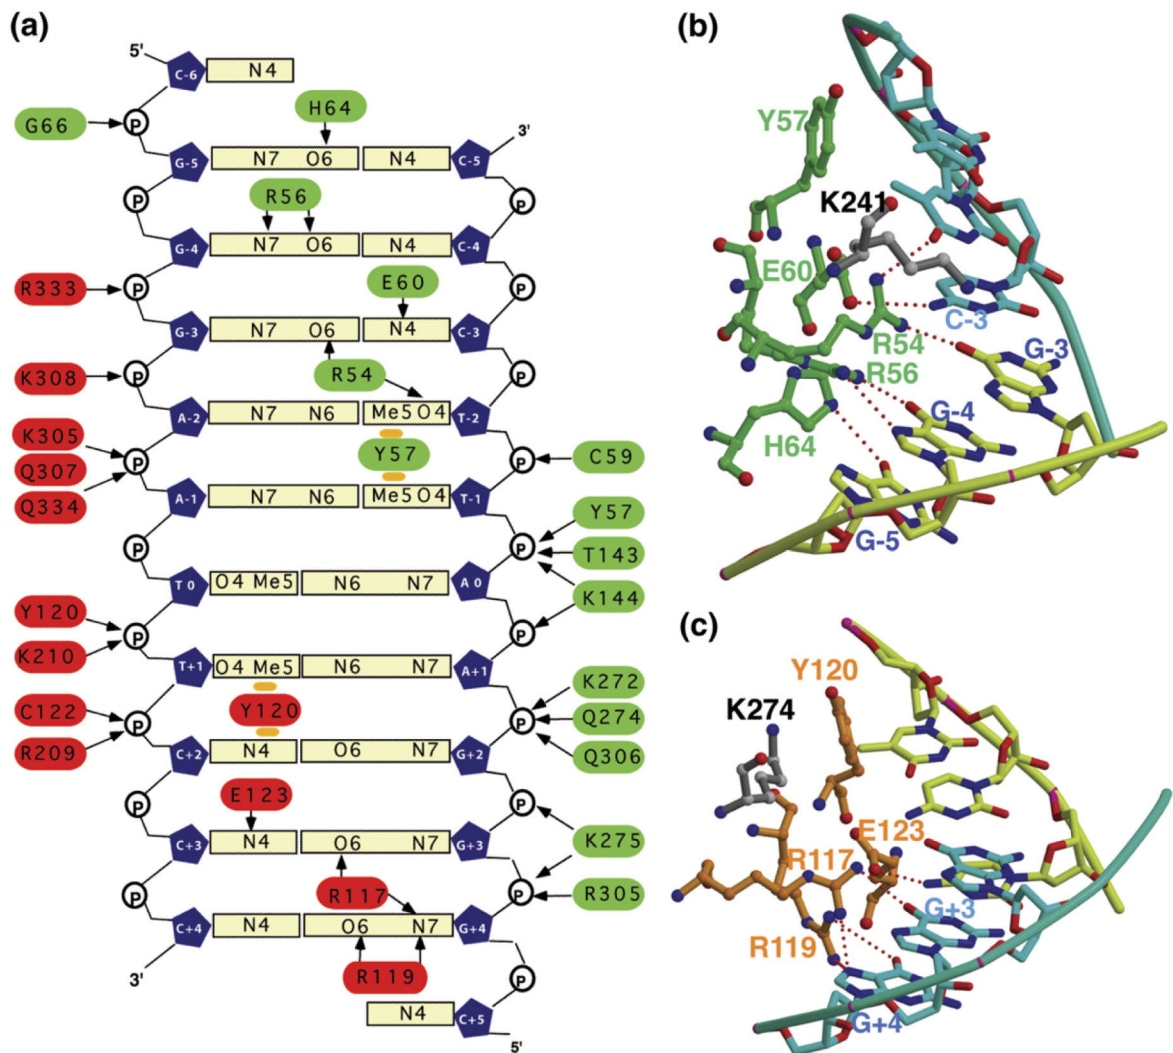 (a)
5'
C-6 N4
G66 P H64
3'
G-5 N7 O6 N4 C-5
P R56 P
G-4 N7 O6 N4 C-4
R333 P E60 P
G-3 N7 O6 N4 C-3
K308 P R54 P
A-2 N7 N6 Me5 O4 T-2
K305
Q307 P Y57 P C59
Q334
A-1 N7 N6 Me5 O4 T-1
Y57
P P T143
T0 O4 Me5 N6 N7 A0
K144
Y120
P P
K210
T+1 O4 Me5 N6 N7 A+1
K272
C122 P Y120 P Q274
R209 Q306
C+2 N4 O6 N7 G+2
E123
P P
K275
C+3 N4 O6 N7 G+3
P R117 P R305
C+4 N4 O6 N7 G+4
3' R119 P
N4 C+5
5'
(b)
Y57
K241
E60
C-3
R54
G-3
R56
G-4
H64
G-5
(c)
Y120
K274
E123
R117
G+3
R119
G+4